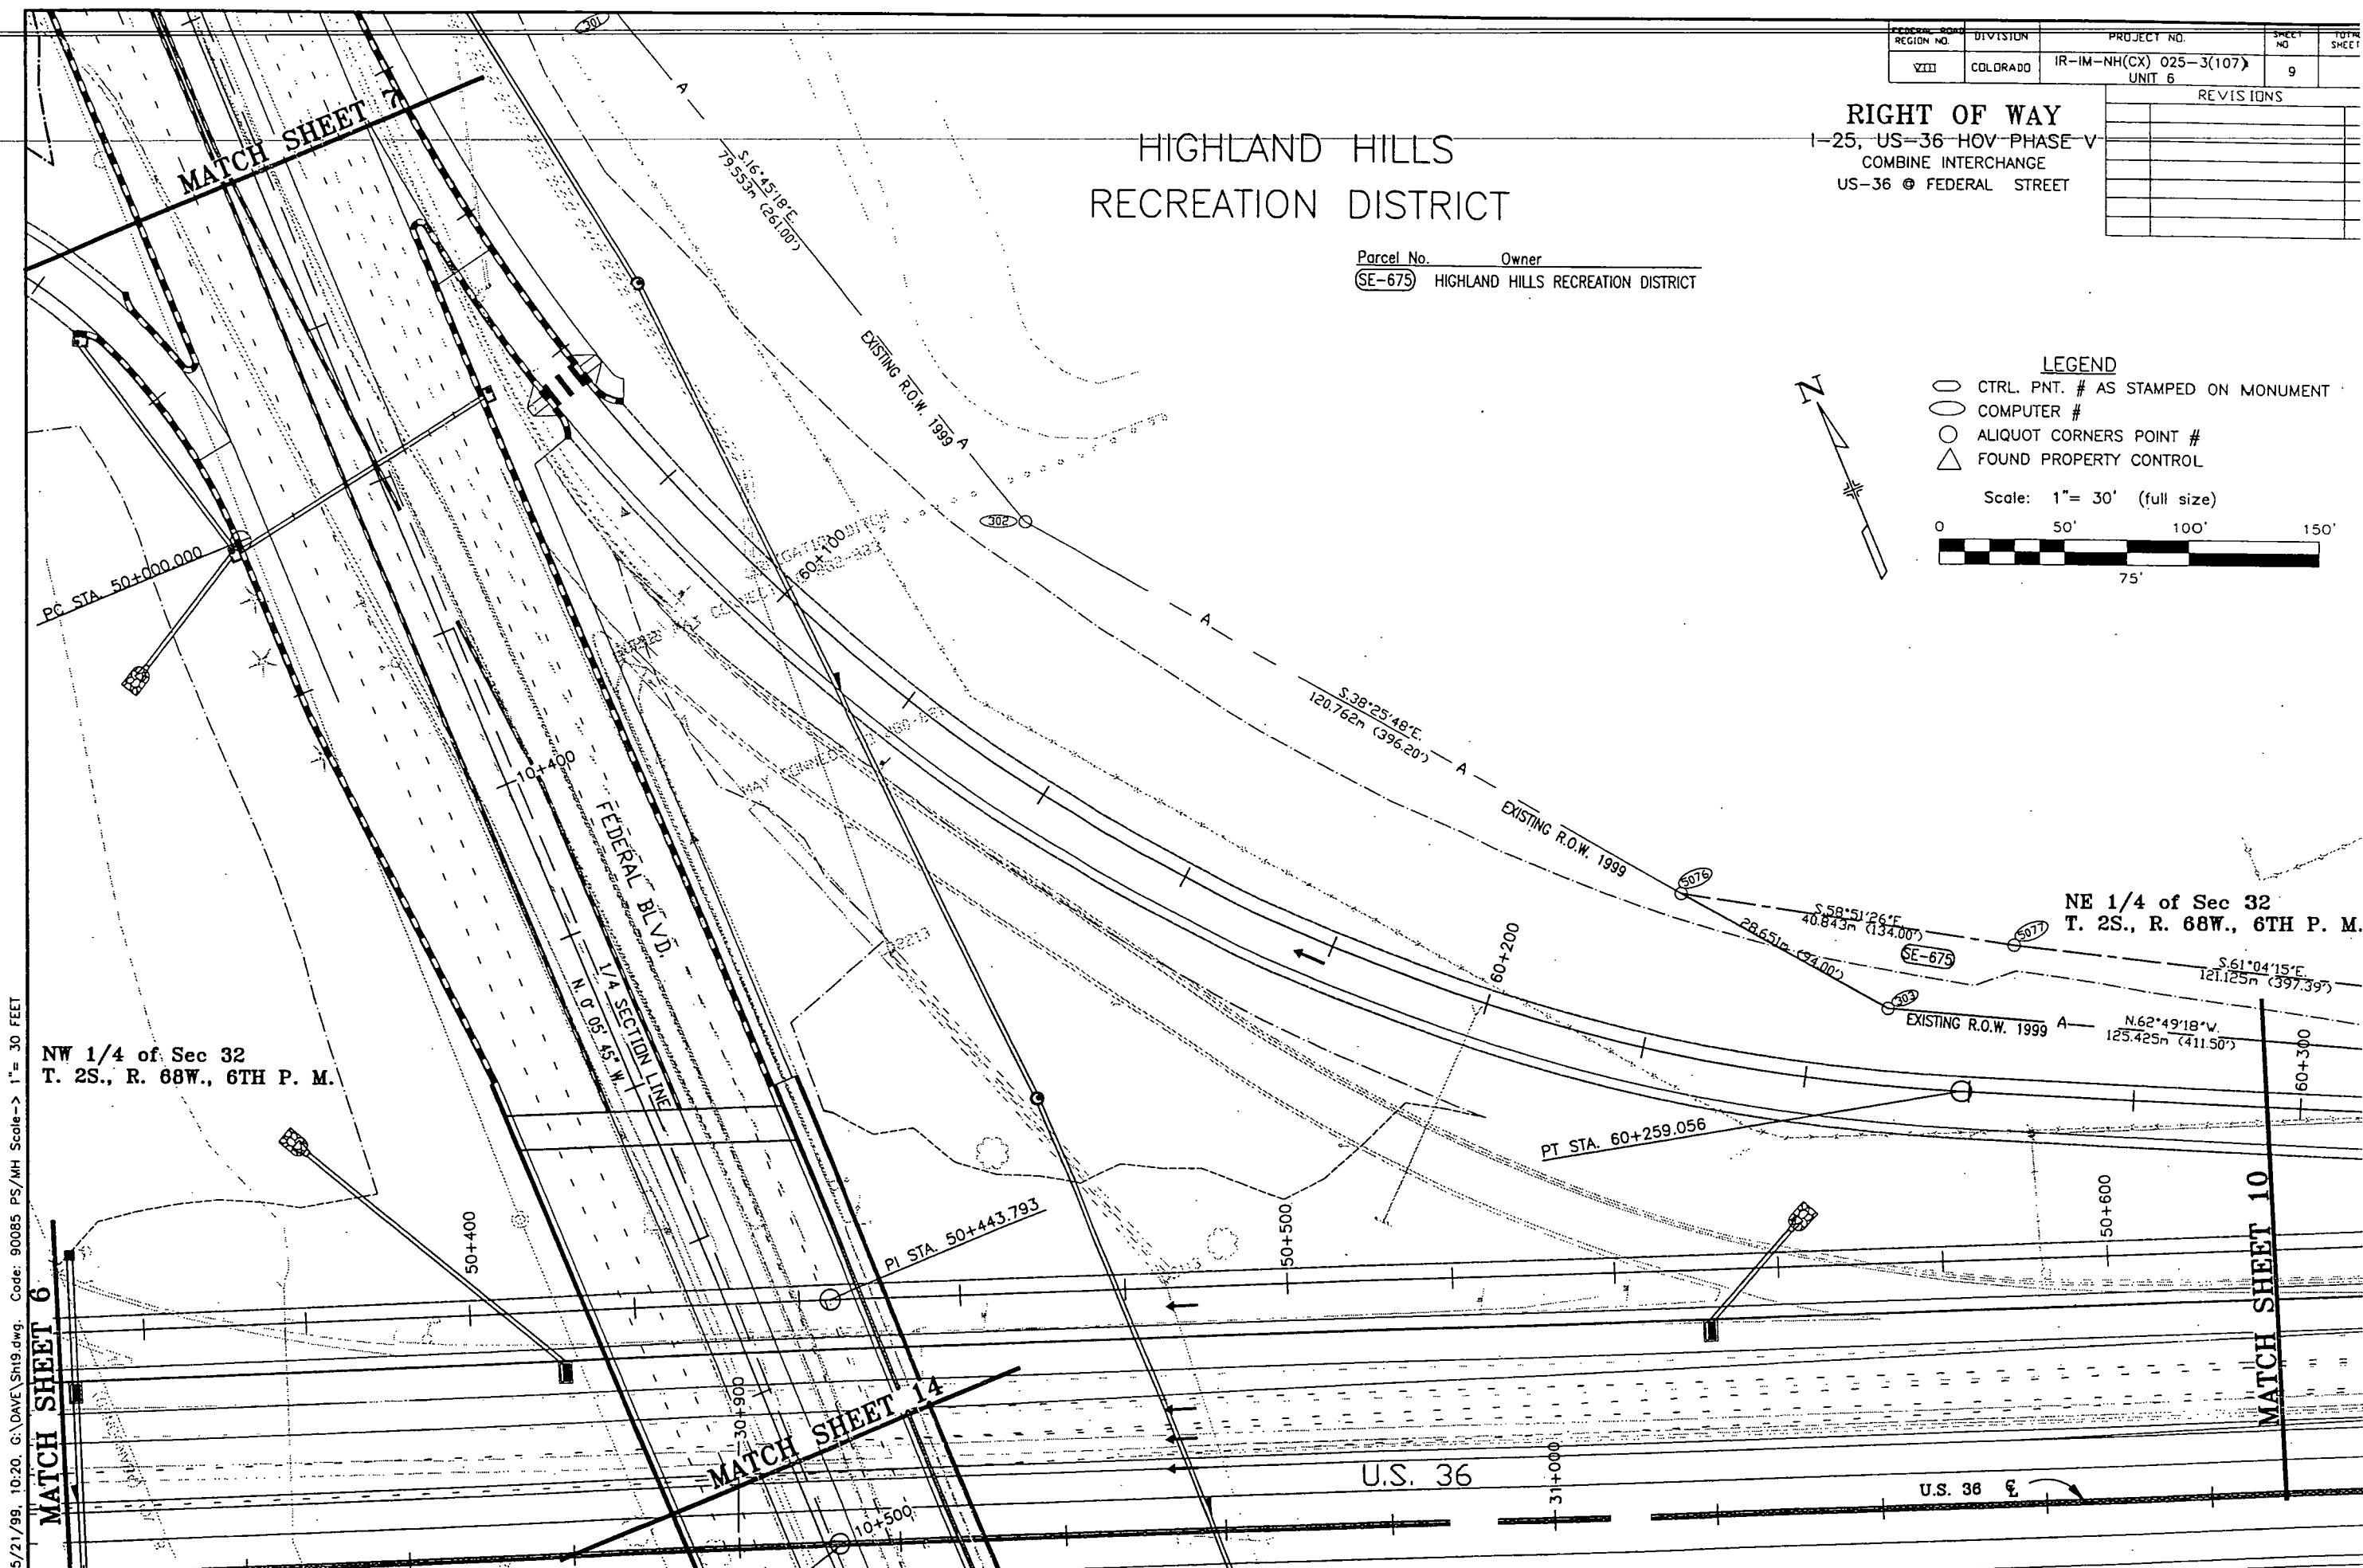 FEDERAL ROAD REGION NO.
DIVISION
PROJECT NO.
SHEET NO
VIII
COLORADO
IR-IM-NH(CX) 025-3(107)
UNIT 6
9
REVISIONS
RIGHT OF WAY
I-25, US-36 HOV PHASE V
COMBINE INTERCHANGE
US-36 @ FEDERAL STREET
HIGHLAND HILLS
RECREATION DISTRICT
Parcel No. Owner
SE-675 HIGHLAND HILLS RECREATION DISTRICT
LEGEND
CTRL. PNT. # AS STAMPED ON MONUMENT
COMPUTER #
ALIQUOT CORNERS POINT #
FOUND PROPERTY CONTROL
Scale: 1"= 30' (full size)
0 50' 100' 150'
75'
N
MATCH SHEET 7
301
A
S.16°45'18"E.
79.553m (261.00')
EXISTING R.O.W. 1999
A
302
PC STA. 50+000.000
60+100
A
S.38°25'48"E.
120.762m (396.20')
A
EXISTING R.O.W. 1999
10+400
FEDERAL BLVD.
1/4 SECTION LINE
N. 0° 05' 45" W.
5076
S.58°51'26"E.
40.843m (134.00')
28.651m (94.00')
SE-675
5077
NE 1/4 of Sec 32
T. 2S., R. 68W., 6TH P. M.
S.61°04'15"E.
121.125m (397.39')
303
EXISTING R.O.W. 1999 A
N.62°49'18"W.
125.425m (411.50')
60+200
60+300
NW 1/4 of Sec 32
T. 2S., R. 68W., 6TH P. M.
PT STA. 60+259.056
PI STA. 50+443.793
50+400
50+500
50+600
MATCH SHEET 6
MATCH SHEET 10
MATCH SHEET 14
30+900
10+500
31+000
U.S. 36
U.S. 36 ℄
5/21/99, 10:20, G:\DAVE\Sht9.dwg, Code: 90085 PS/MH Scale-> 1"= 30 FEET